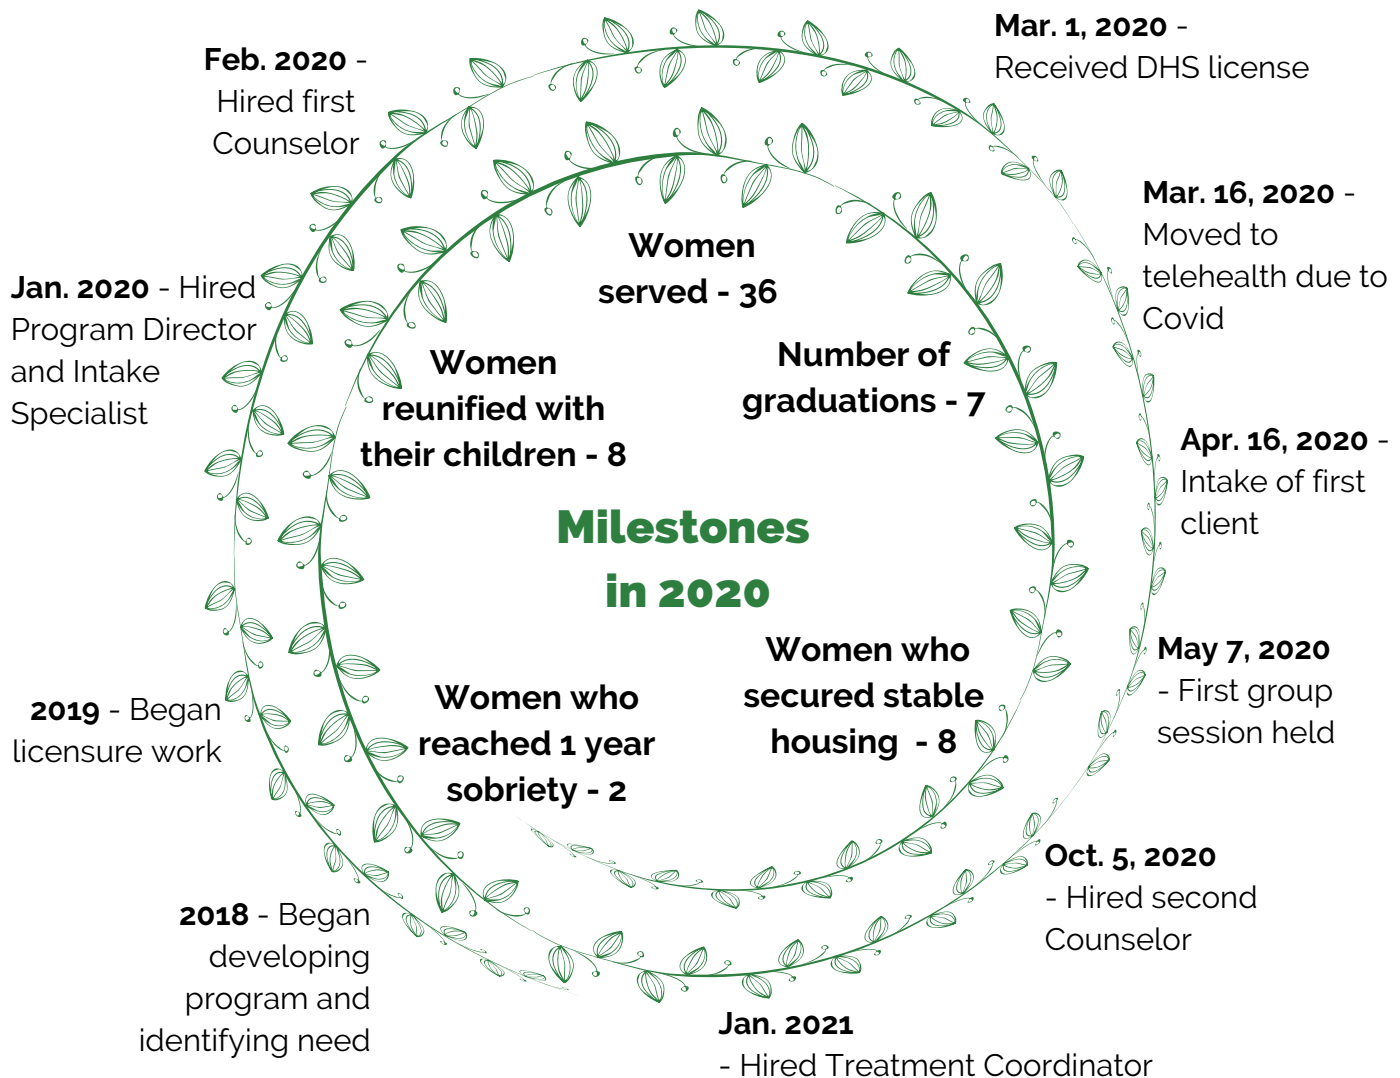 2018 - Began
developing
program and
identifying need
2019 - Began
licensure work
Jan. 2020 - Hired
Program Director
and Intake
Specialist
Feb. 2020 -
Hired first
Counselor
Mar. 1, 2020 -
Received DHS license
Mar. 16, 2020 -
Moved to
telehealth due to
Covid
Apr. 16, 2020 -
Intake of first
client
May 7, 2020
- First group
session held
Oct. 5, 2020
- Hired second
Counselor
Jan. 2021
- Hired Treatment Coordinator
Milestones
in 2020
Women
served - 36
Number of
graduations - 7
Women who
secured stable
housing - 8
Women who
reached 1 year
sobriety - 2
Women
reunified with
their children - 8